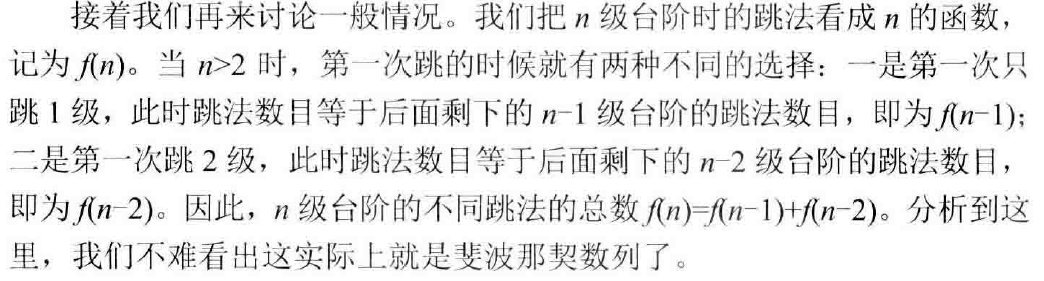 接着我们再来讨论一般情况。我们把 n 级台阶时的跳法看成 n 的函数，
记为 f(n)。当 n>2 时，第一次跳的时候就有两种不同的选择：一是第一次只
跳 1 级，此时跳法数目等于后面剩下的 n-1 级台阶的跳法数目，即为 f(n-1)；
二是第一次跳 2 级，此时跳法数目等于后面剩下的 n-2 级台阶的跳法数目，
即为 f(n-2)。因此，n 级台阶的不同跳法的总数 f(n)=f(n-1)+f(n-2)。分析到这
里，我们不难看出这实际上就是斐波那契数列了。